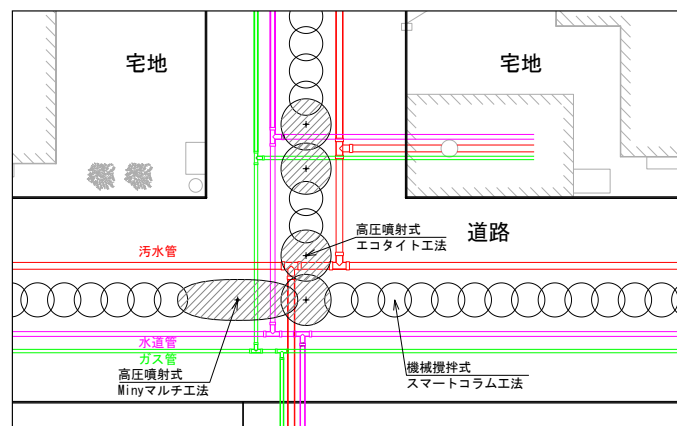 宅地
宅地
高圧噴射式
エコタイト工法
道路
汚水管
水道管
ガス管
高圧噴射式
Minyマルチ工法
機械攪拌式
スマートコラム工法